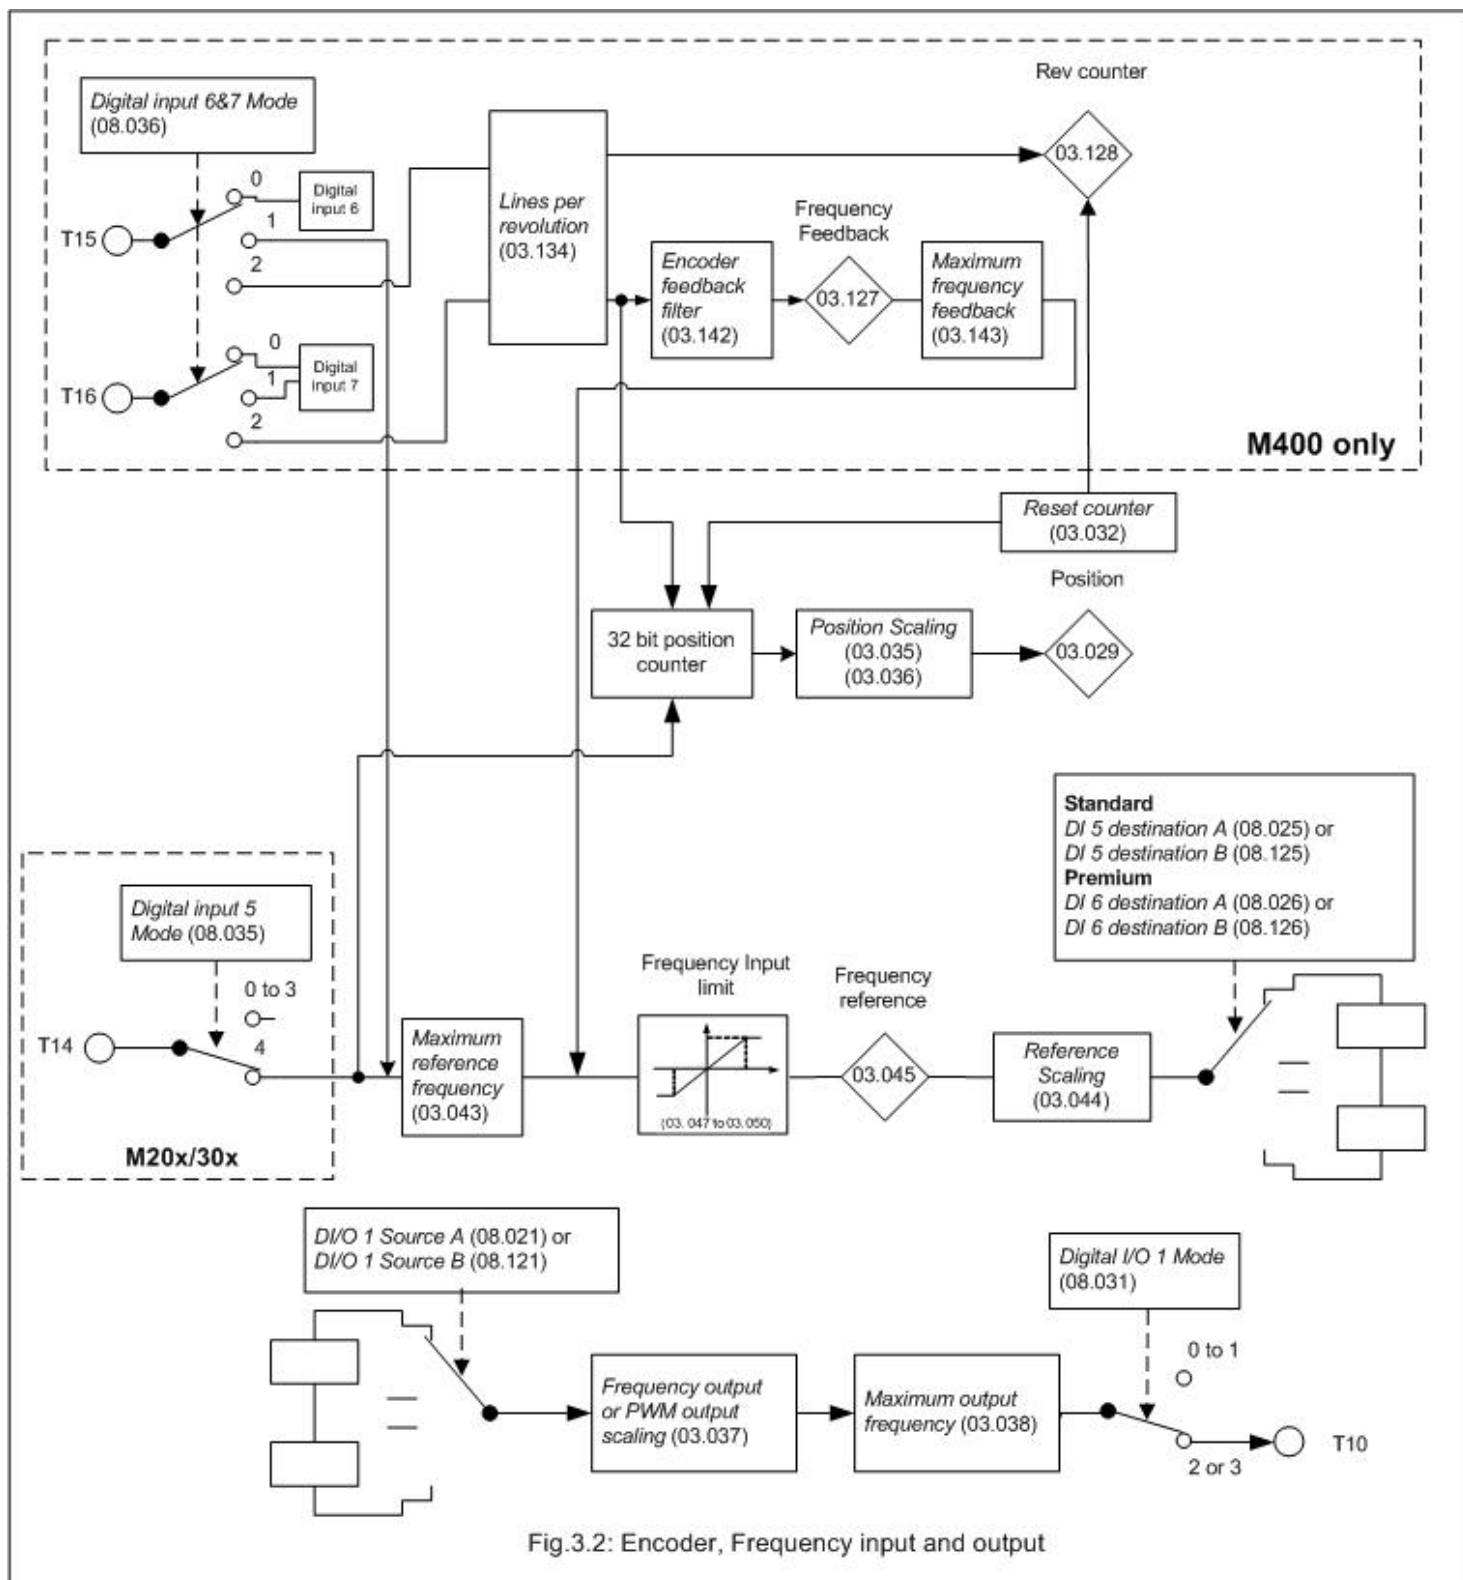 Rev counter
Digital input 6&7 Mode
(08.036)
03.128
0
Digital
input 6
T15
1
2
Lines per
revolution
(03.134)
Frequency
Feedback
Encoder
feedback
filter
(03.142)
03.127
Maximum
frequency
feedback
(03.143)
0
Digital
input 7
T16
1
2
M400 only
Reset counter
(03.032)
Position
32 bit position
counter
Position Scaling
(03.035)
(03.036)
03.029
Standard
DI 5 destination A (08.025) or
DI 5 destination B (08.125)
Premium
DI 6 destination A (08.026) or
DI 6 destination B (08.126)
Digital input 5
Mode (08.035)
0 to 3
T14
4
M20x/30x
Maximum
reference
frequency
(03.043)
Frequency Input
limit
(03. 047 to 03. 050)
Frequency
reference
03.045
Reference
Scaling
(03.044)
DI/O 1 Source A (08.021) or
DI/O 1 Source B (08.121)
Digital I/O 1 Mode
(08.031)
0 to 1
Frequency output
or PWM output
scaling (03.037)
Maximum output
frequency (03.038)
T10
2 or 3
Fig.3.2: Encoder, Frequency input and output